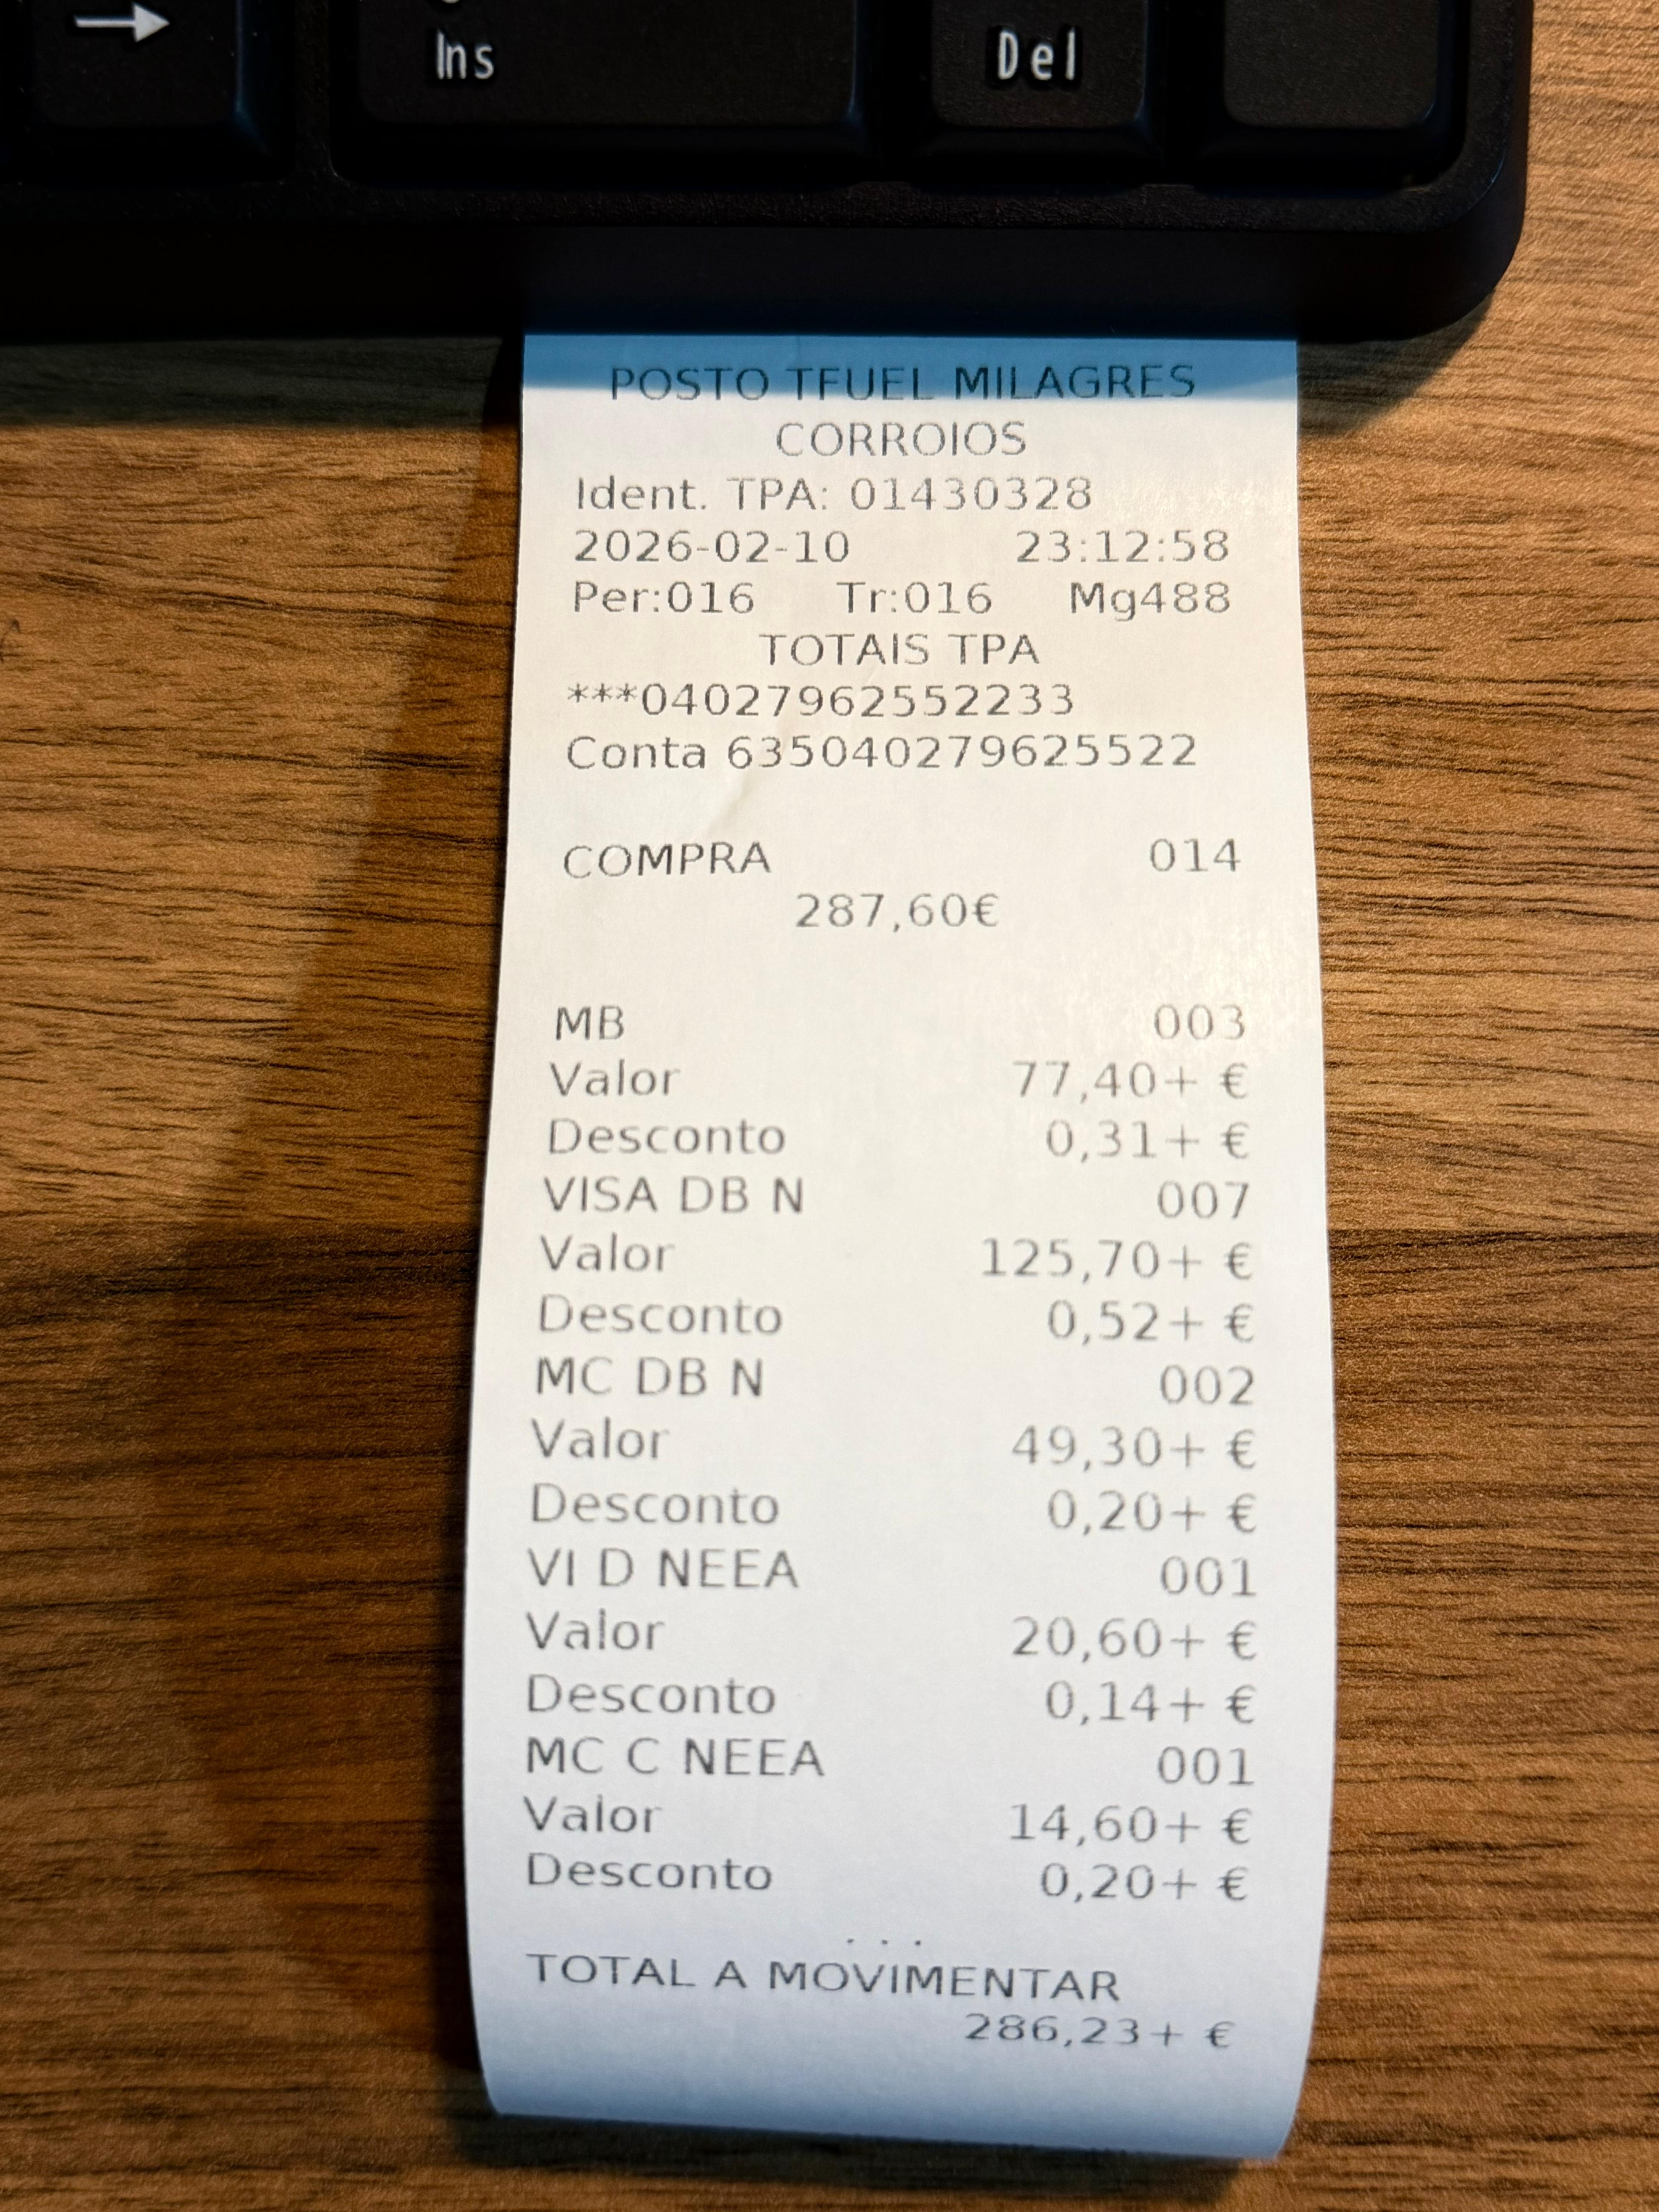 Ins
Del
POSTO TFUEL MILAGRES
CORROIOS
Ident. TPA: 01430328
2026-02-10 23:12:58
Per:016 Tr:016 Mg488
TOTAIS TPA
***04027962552233
Conta 635040279625522
COMPRA 014
287,60€
MB 003
Valor 77,40+ €
Desconto 0,31+ €
VISA DB N 007
Valor 125,70+ €
Desconto 0,52+ €
MC DB N 002
Valor 49,30+ €
Desconto 0,20+ €
VI D NEEA 001
Valor 20,60+ €
Desconto 0,14+ €
MC C NEEA 001
Valor 14,60+ €
Desconto 0,20+ €
...
TOTAL A MOVIMENTAR
286,23+ €